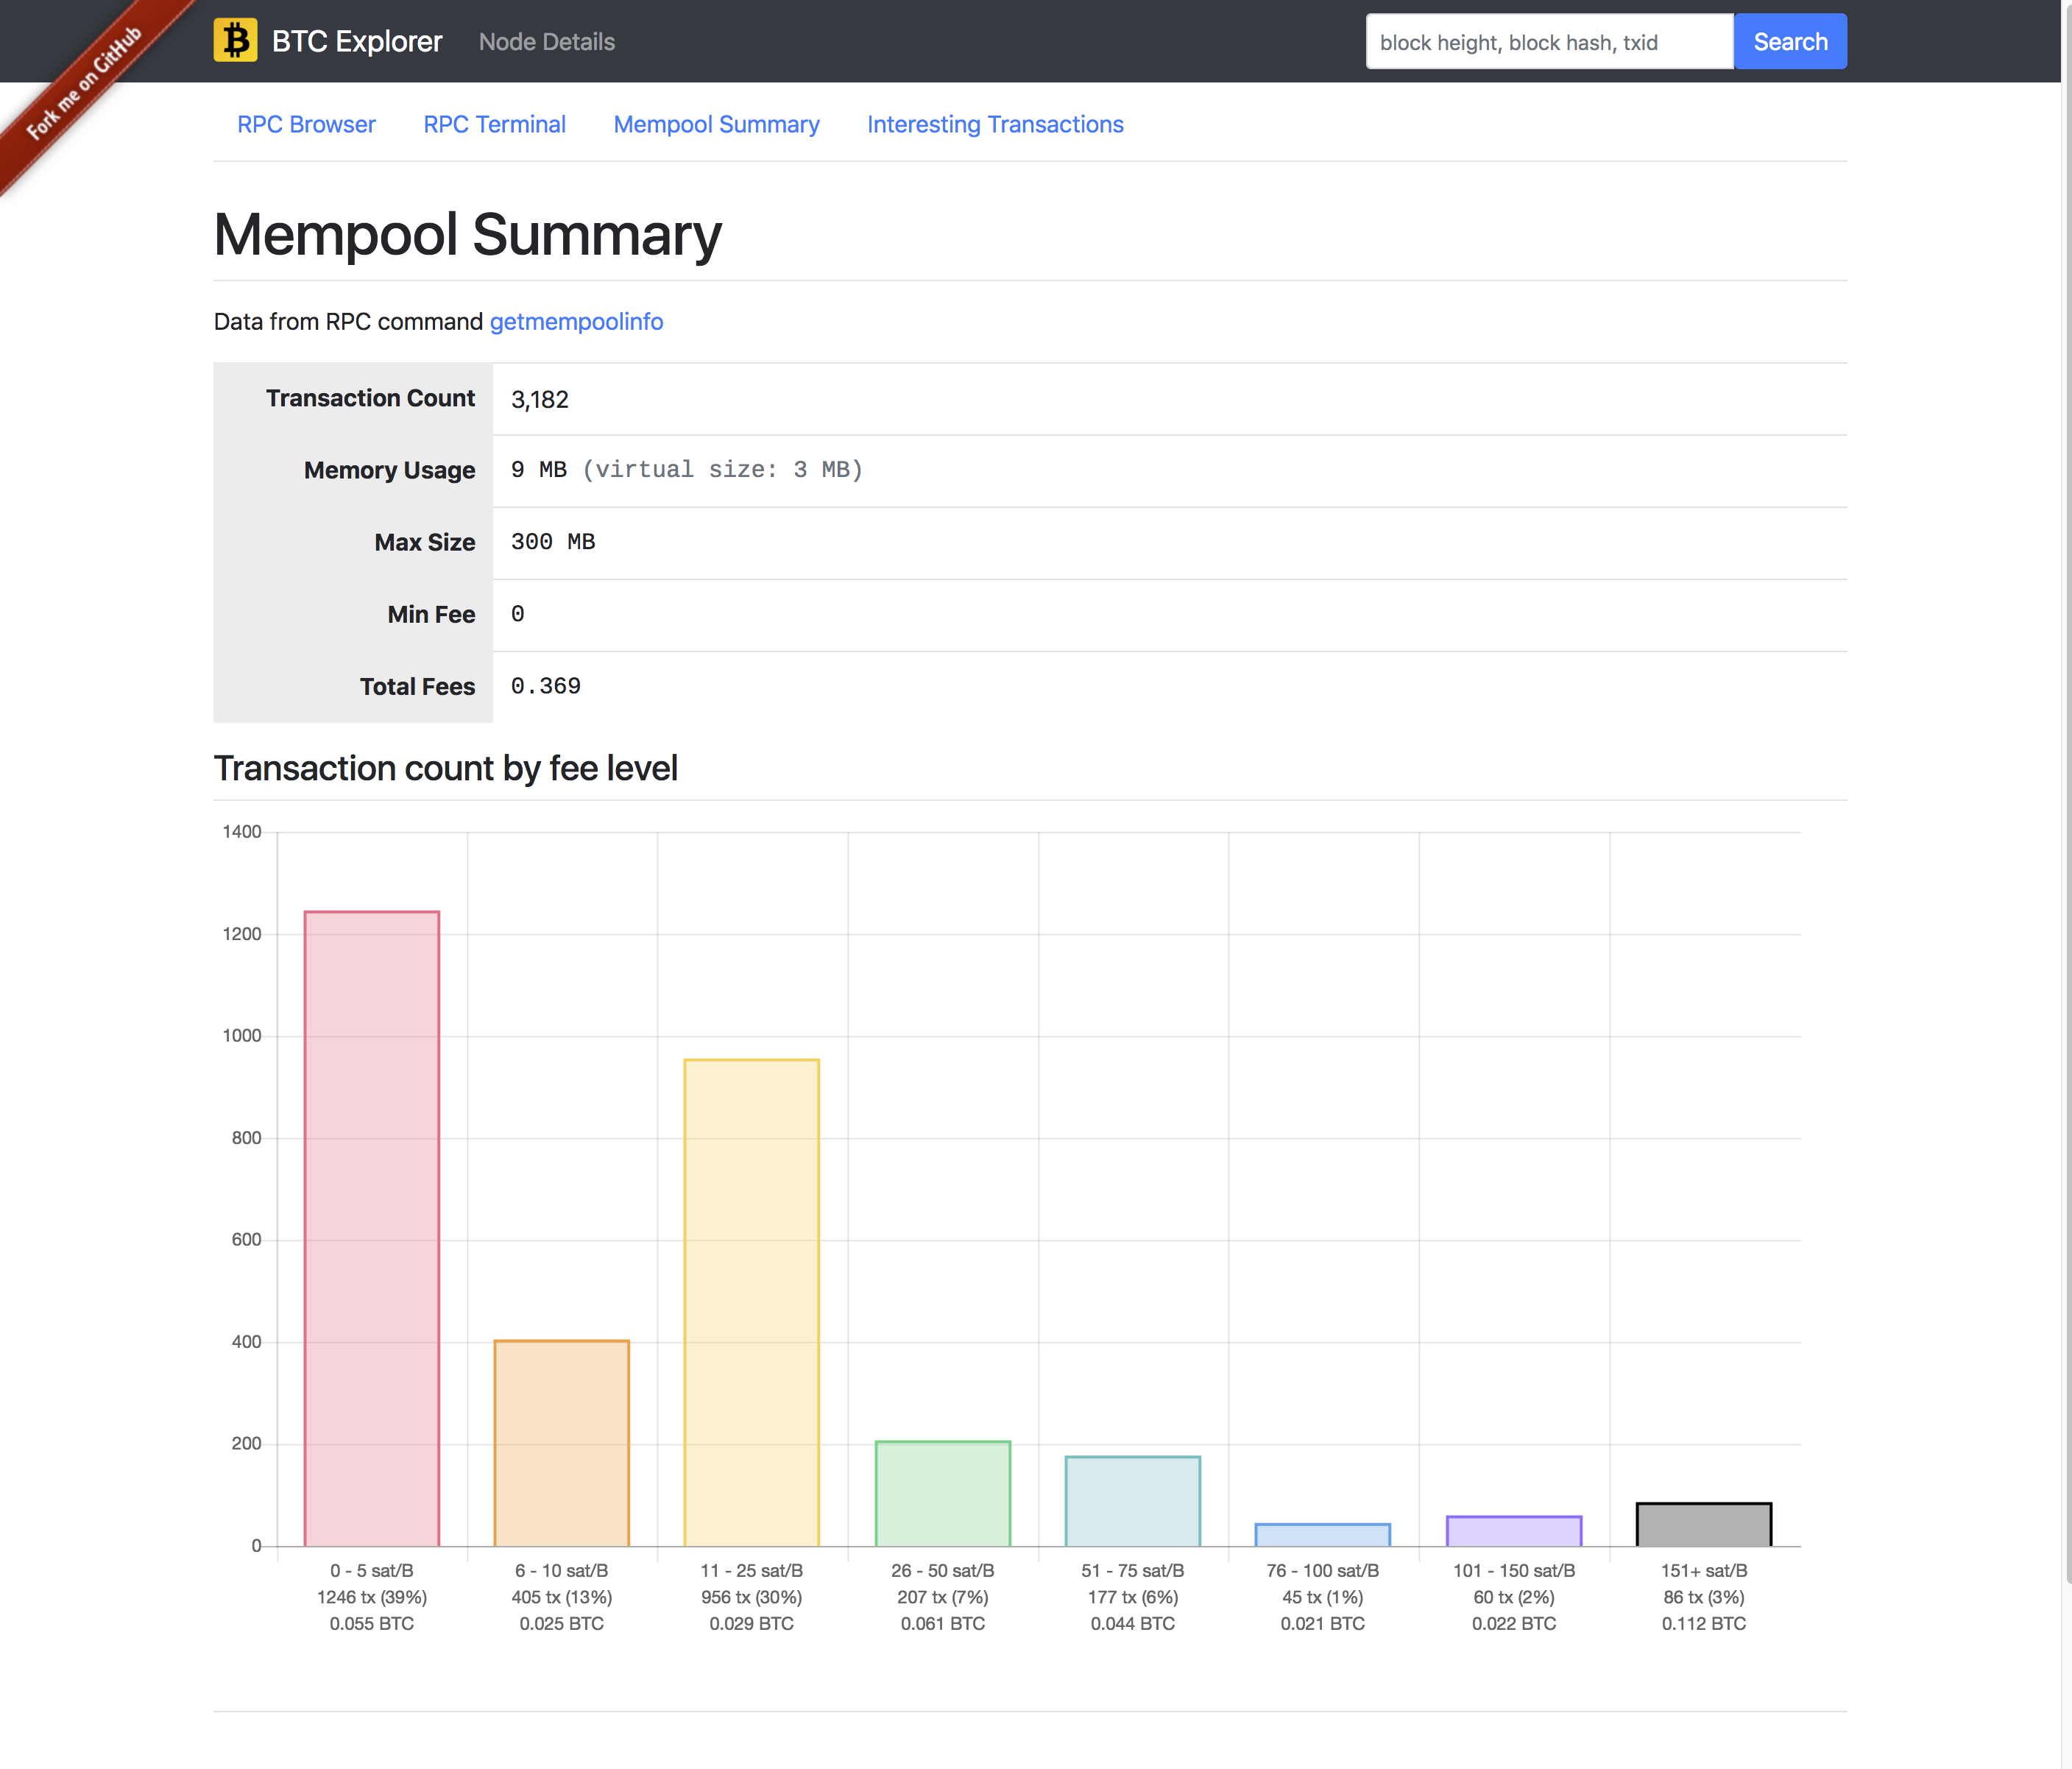 Fork me on GitHub
BTC Explorer Node Details block height, block hash, txid Search
RPC Browser RPC Terminal Mempool Summary Interesting Transactions
Mempool Summary
Data from RPC command getmempoolinfo
Transaction Count 3,182
Memory Usage 9 MB (virtual size: 3 MB)
Max Size 300 MB
Min Fee 0
Total Fees 0.369
Transaction count by fee level
1400
1200
1000
800
600
400
200
0
0 - 5 sat/B 6 - 10 sat/B 11 - 25 sat/B 26 - 50 sat/B 51 - 75 sat/B 76 - 100 sat/B 101 - 150 sat/B 151+ sat/B
1246 tx (39%) 405 tx (13%) 956 tx (30%) 207 tx (7%) 177 tx (6%) 45 tx (1%) 60 tx (2%) 86 tx (3%)
0.055 BTC 0.025 BTC 0.029 BTC 0.061 BTC 0.044 BTC 0.021 BTC 0.022 BTC 0.112 BTC